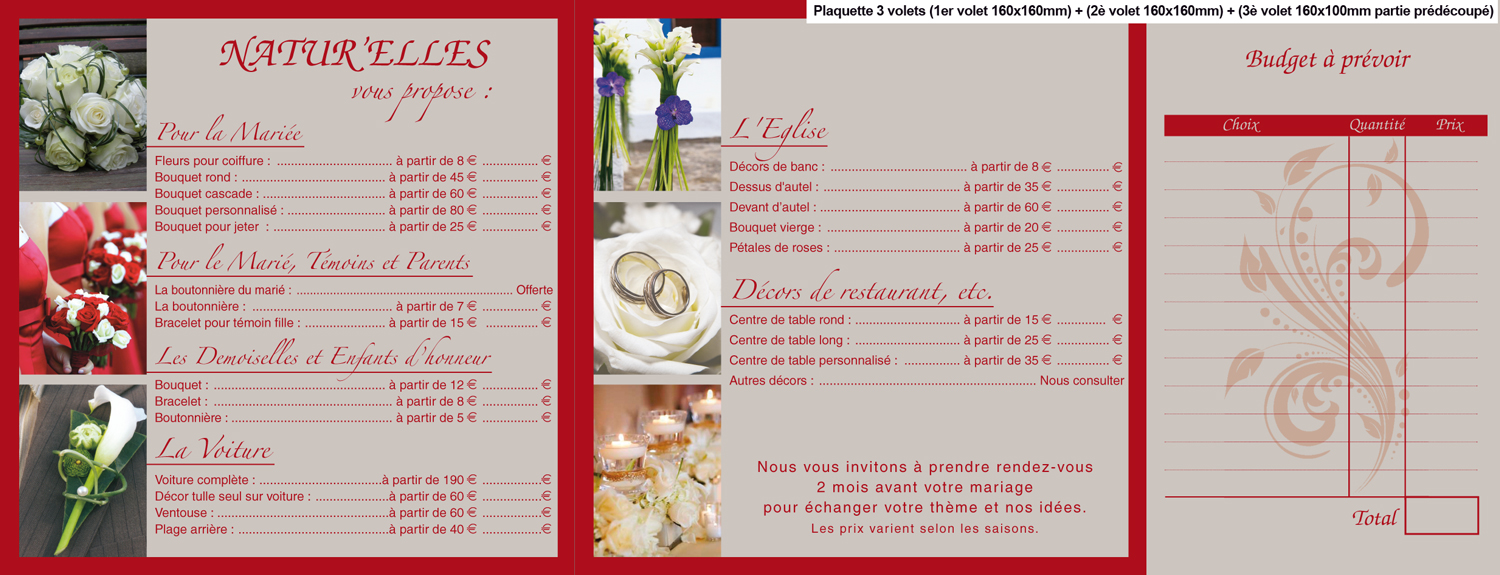 Plaquette 3 volets (1er volet 160x160mm) + (2è volet 160x160mm) + (3è volet 160x100mm partie prédécoupé)
NATUR'ELLES
vous propose :
Pour la Mariée
Fleurs pour coiffure : .................................. à partir de 8 € ................ €
Bouquet rond : ........................................... à partir de 45 € ................ €
Bouquet cascade : ...................................... à partir de 60 € ................ €
Bouquet personnalisé : .............................. à partir de 80 € ................ €
Bouquet pour jeter : ................................... à partir de 25 € ................ €
Pour le Marié, Témoins et Parents
La boutonnière du marié : ................................................................ Offerte
La boutonnière : ........................................... à partir de 7 € ................ €
Bracelet pour témoin fille : ......................... à partir de 15 € ................ €
Les Demoiselles et Enfants d'honneur
Bouquet : .................................................... à partir de 12 € ................. €
Bracelet : .................................................... à partir de 8 € ................. €
Boutonnière : ............................................... à partir de 5 € ................. €
La Voiture
Voiture complète : ......................................à partir de 190 € .................€
Décor tulle seul sur voiture : ......................à partir de 60 € .................€
Ventouse : ...................................................à partir de 60 € .................€
Plage arrière : .............................................à partir de 40 € .................€
L'Eglise
Décors de banc : ........................................ à partir de 8 € ............... €
Dessus d'autel : ......................................... à partir de 35 € ............... €
Devant d'autel : .......................................... à partir de 60 € ............... €
Bouquet vierge : ......................................... à partir de 20 € ............... €
Pétales de roses : ...................................... à partir de 25 € ............... €
Décors de restaurant, etc.
Centre de table rond : ................................ à partir de 15 € .............. €
Centre de table long : ................................ à partir de 25 € ............... €
Centre de table personnalisé : .................. à partir de 35 € ............... €
Autres décors : ................................................................ Nous consulter
Nous vous invitons à prendre rendez-vous
2 mois avant votre mariage
pour échanger votre thème et nos idées.
Les prix varient selon les saisons.
Budget à prévoir
Choix Quantité Prix
Total